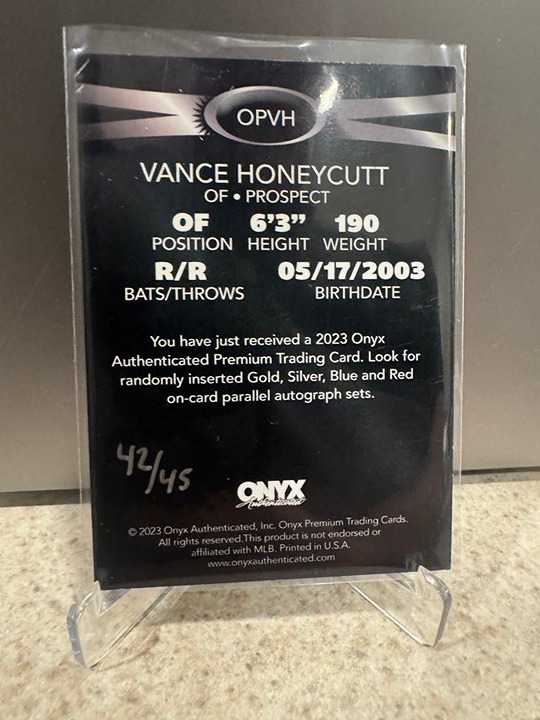 OPVH
VANCE HONEYCUTT
OF • PROSPECT
OF 6'3” 190
POSITION HEIGHT WEIGHT
R/R 05/17/2003
BATS/THROWS BIRTHDATE
You have just received a 2023 Onyx
Authenticated Premium Trading Card. Look for
randomly inserted Gold, Silver, Blue and Red
on-card parallel autograph sets.
42/45
ONYX
Authenticated
© 2023 Onyx Authenticated, Inc. Onyx Premium Trading Cards.
All rights reserved.This product is not endorsed or
affiliated with MLB. Printed in U.S.A.
www.onyxauthenticated.com